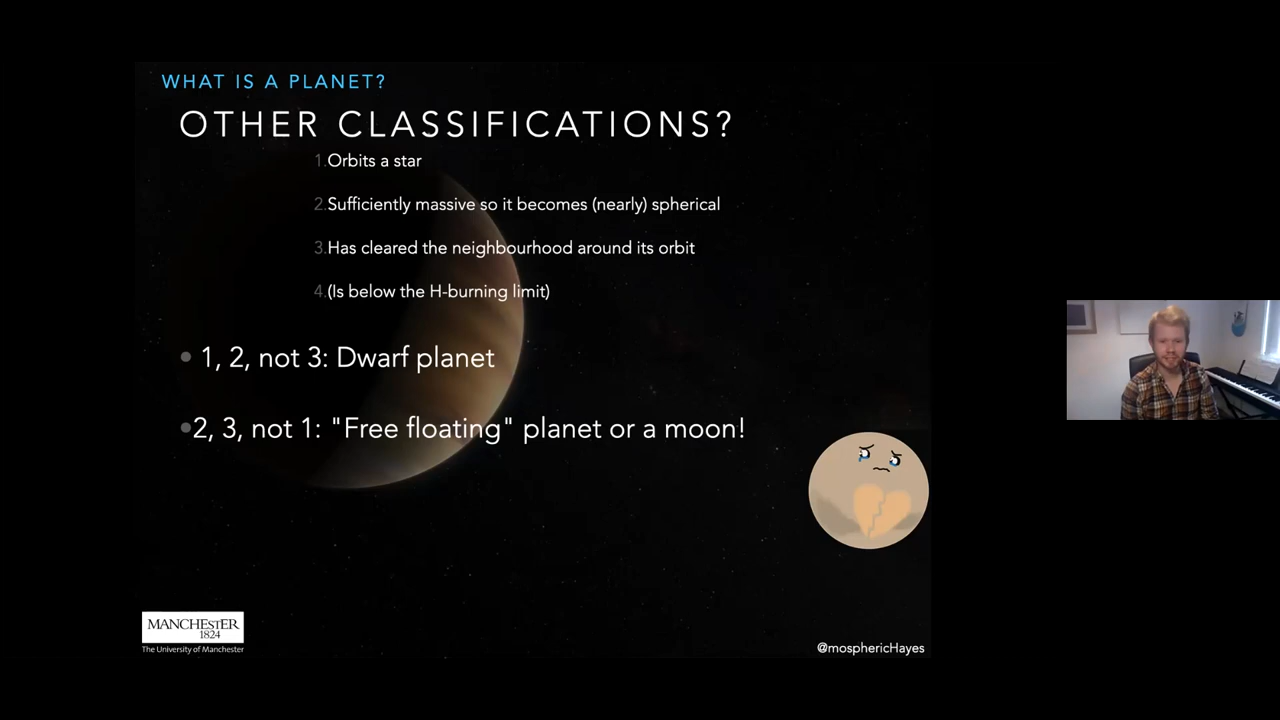 WHAT IS A PLANET?
OTHER CLASSIFICATIONS?
1.Orbits a star
2.Sufficiently massive so it becomes (nearly) spherical
3.Has cleared the neighbourhood around its orbit
4.(Is below the H-burning limit)
• 1, 2, not 3: Dwarf planet
•2, 3, not 1: "Free floating" planet or a moon!
MANCHESTER
1824
The University of Manchester
@mosphericHayes